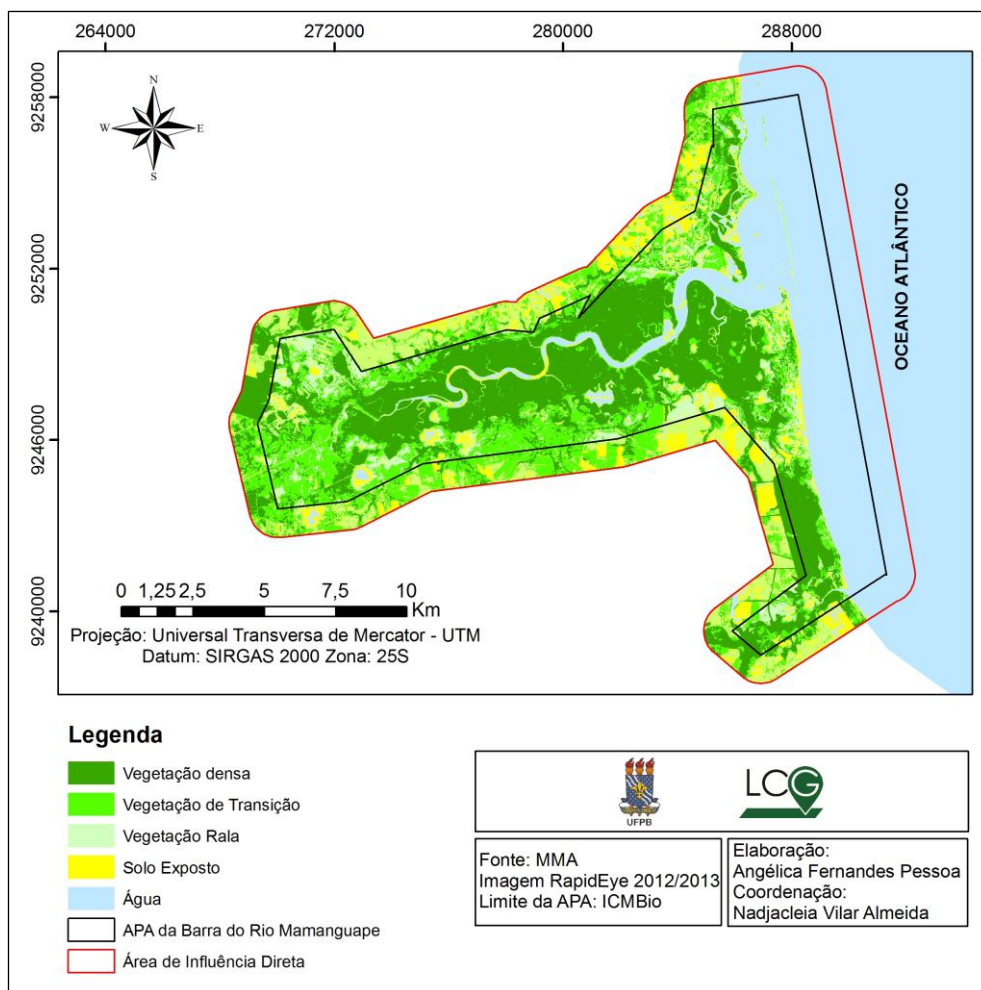 264000
272000
280000
288000
9258000
9252000
9246000
9240000
N
W
E
S
OCEANO ATLÂNTICO
0 1,25 2,5 5 7,5 10
Km
Projeção: Universal Transversa de Mercator - UTM
Datum: SIRGAS 2000 Zona: 25S
Legenda
Vegetação densa
Vegetação de Transição
Vegetação Rala
Solo Exposto
Água
APA da Barra do Rio Mamanguape
Área de Influência Direta
UFPB
LCG
Fonte: MMA
Imagem RapidEye 2012/2013
Limite da APA: ICMBio
Elaboração:
Angélica Fernandes Pessoa
Coordenação:
Nadjacleia Vilar Almeida